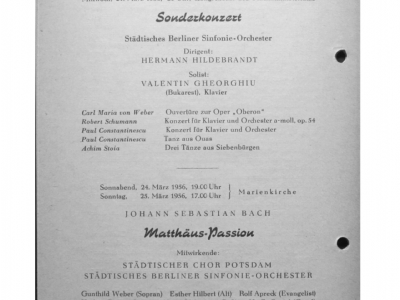 Sonderkonzert
Städtisches Berliner Sinfonie-Orchester
Dirigent:
HERMANN HILDEBRANDT
Solist:
VALENTIN GHEORGHIU
(Bukarest), Klavier
Carl Maria von Weber Ouvertüre zur Oper „Oberon“
Robert Schumann Konzert für Klavier und Orchester a-moll, op. 54
Paul Constantinescu Konzert für Klavier und Orchester
Paul Constantinescu Tanz aus Oaas
Achim Stoia Drei Tänze aus Siebenbürgen
Sonnabend, 24. März 1956, 19.00 Uhr
Sonntag, 25. März 1956, 17.00 Uhr
Marienkirche
JOHANN SEBASTIAN BACH
Matthäus-Passion
Mitwirkende:
STÄDTISCHER CHOR POTSDAM
STÄDTISCHES BERLINER SINFONIE-ORCHESTER
Gunthild Weber (Sopran) Esther Hilbert (Alt) Rolf Apreck (Evangelist)